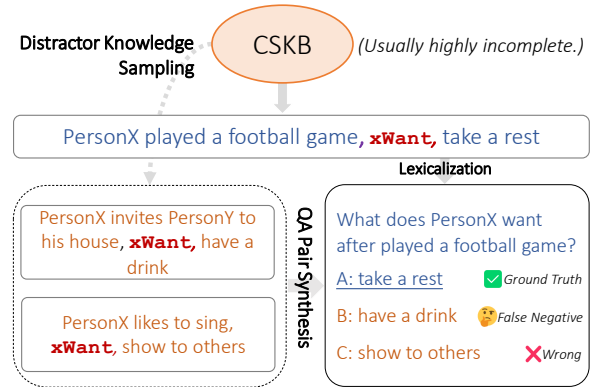 Distractor Knowledge
Sampling
CSKB
(Usually highly incomplete.)
PersonX played a football game, xWant, take a rest
Lexicalization
PersonX invites PersonY to
his house, xWant, have a
drink
PersonX likes to sing,
xWant, show to others
QA Pair Synthesis
What does PersonX want
after played a football game?
A: take a rest
Ground Truth
B: have a drink
False Negative
C: show to others
Wrong